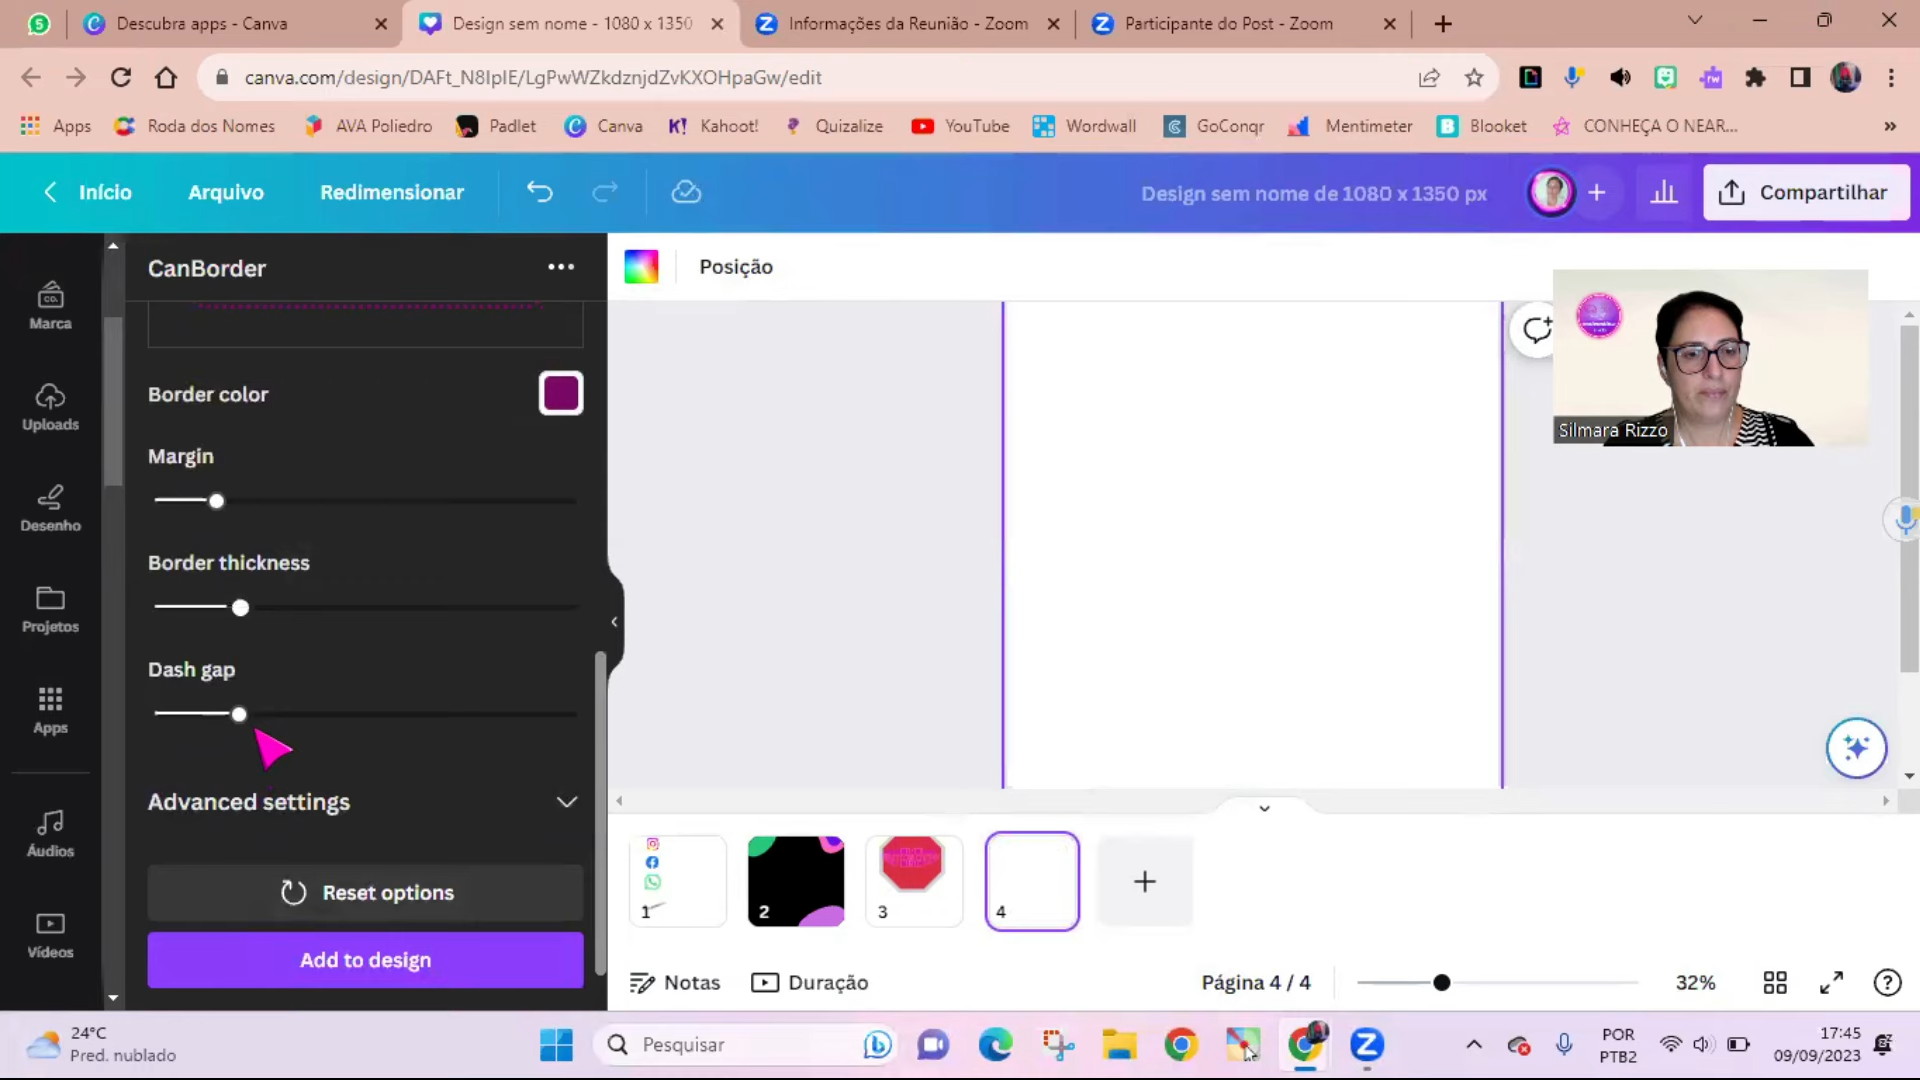 Descubra apps - Canva
Design sem nome - 1080 x 1350
Informações da Reunião - Zoom
Participante do Post - Zoom
canva.com/design/DAFt_N8IpIE/LgPwWZkdznjdZvKXOHpaGw/edit
Apps
Roda dos Nomes
AVA Poliedro
Padlet
Canva
Kahoot!
Quizalize
YouTube
Wordwall
GoConqr
Mentimeter
Blooket
CONHEÇA O NEAR...
Início
Arquivo
Redimensionar
Design sem nome de 1080 x 1350 px
Compartilhar
Marca
Uploads
Desenho
Projetos
Apps
Áudios
Vídeos
CanBorder
Border color
Margin
Border thickness
Dash gap
Advanced settings
Reset options
Add to design
Posição
Silmara Rizzo
1
2
3
4
Notas
Duração
Página 4 / 4
32%
24°C
Pred. nublado
Pesquisar
POR
PTB2
17:45
09/09/2023